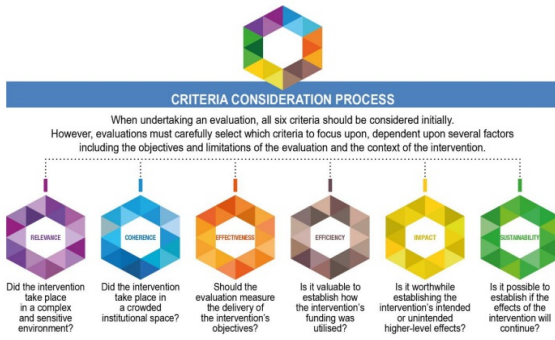 CRITERIA CONSIDERATION PROCESS
When undertaking an evaluation, all six criteria should be considered initially.
However, evaluations must carefully select which criteria to focus upon, dependent upon several factors
including the objectives and limitations of the evaluation and the context of the intervention.
RELEVANCE
COHERENCE
EFFECTIVENESS
EFFICIENCY
IMPACT
SUSTAINABILITY
Did the intervention
take place
in a complex
and sensitive
environment?
Did the intervention
take place in
a crowded
institutional space?
Should the
evaluation measure
the delivery of
the intervention's
objectives?
Is it valuable to
establish how the
intervention's
funding was
utilised?
Is it worthwhile
establishing the
intervention's intended
or unintended
higher-level effects?
Is it possible to
establish if the
effects of the
intervention will
continue?